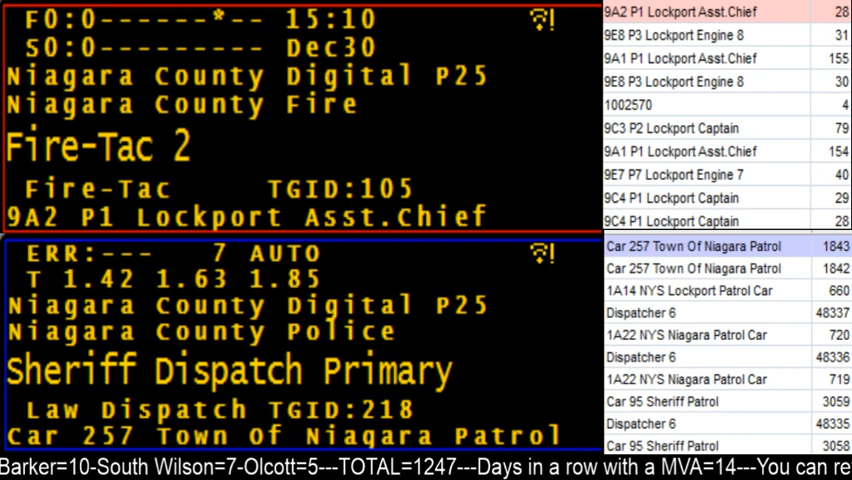 F0:0------*-- 15:10
S0:0--------- Dec30
Niagara County Digital P25
Niagara County Fire
Fire-Tac 2
Fire-Tac TGID:105
9A2 P1 Lockport Asst.Chief
9A2 P1 Lockport Asst.Chief 28
9E8 P3 Lockport Engine 8 31
9A1 P1 Lockport Asst.Chief 155
9E8 P3 Lockport Engine 8 30
1002570 4
9C3 P2 Lockport Captain 79
9A1 P1 Lockport Asst.Chief 154
9E7 P7 Lockport Engine 7 40
9C4 P1 Lockport Captain 29
9C4 P1 Lockport Captain 28
ERR:--- 7 AUTO
T 1.42 1.63 1.85
Niagara County Digital P25
Niagara County Police
Sheriff Dispatch Primary
Law Dispatch TGID:218
Car 257 Town Of Niagara Patrol
Car 257 Town Of Niagara Patrol 1843
Car 257 Town Of Niagara Patrol 1842
1A14 NYS Lockport Patrol Car 660
Dispatcher 6 48337
1A22 NYS Niagara Patrol Car 720
Dispatcher 6 48336
1A22 NYS Niagara Patrol Car 719
Car 95 Sheriff Patrol 3059
Dispatcher 6 48335
Car 95 Sheriff Patrol 3058
Barker=10-South Wilson=7-Olcott=5---TOTAL=1247---Days in a row with a MVA=14---You can re